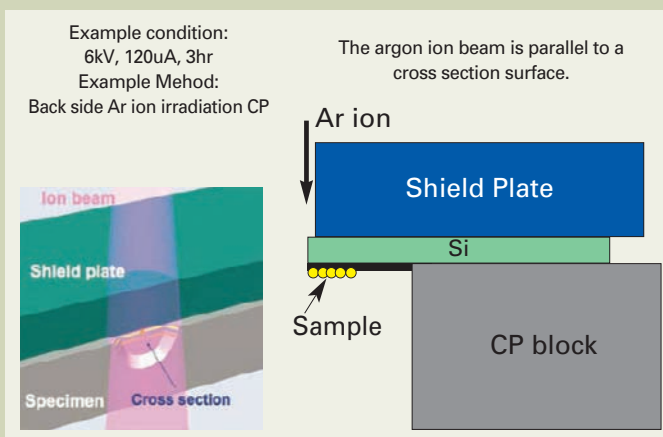 Example condition:
6kV, 120uA, 3hr
Example Mehod:
Back side Ar ion irradiation CP
The argon ion beam is parallel to a
cross section surface.
Ar ion
Shield Plate
Si
Sample
CP block
Ion beam
Shield plate
Cross section
Specimen